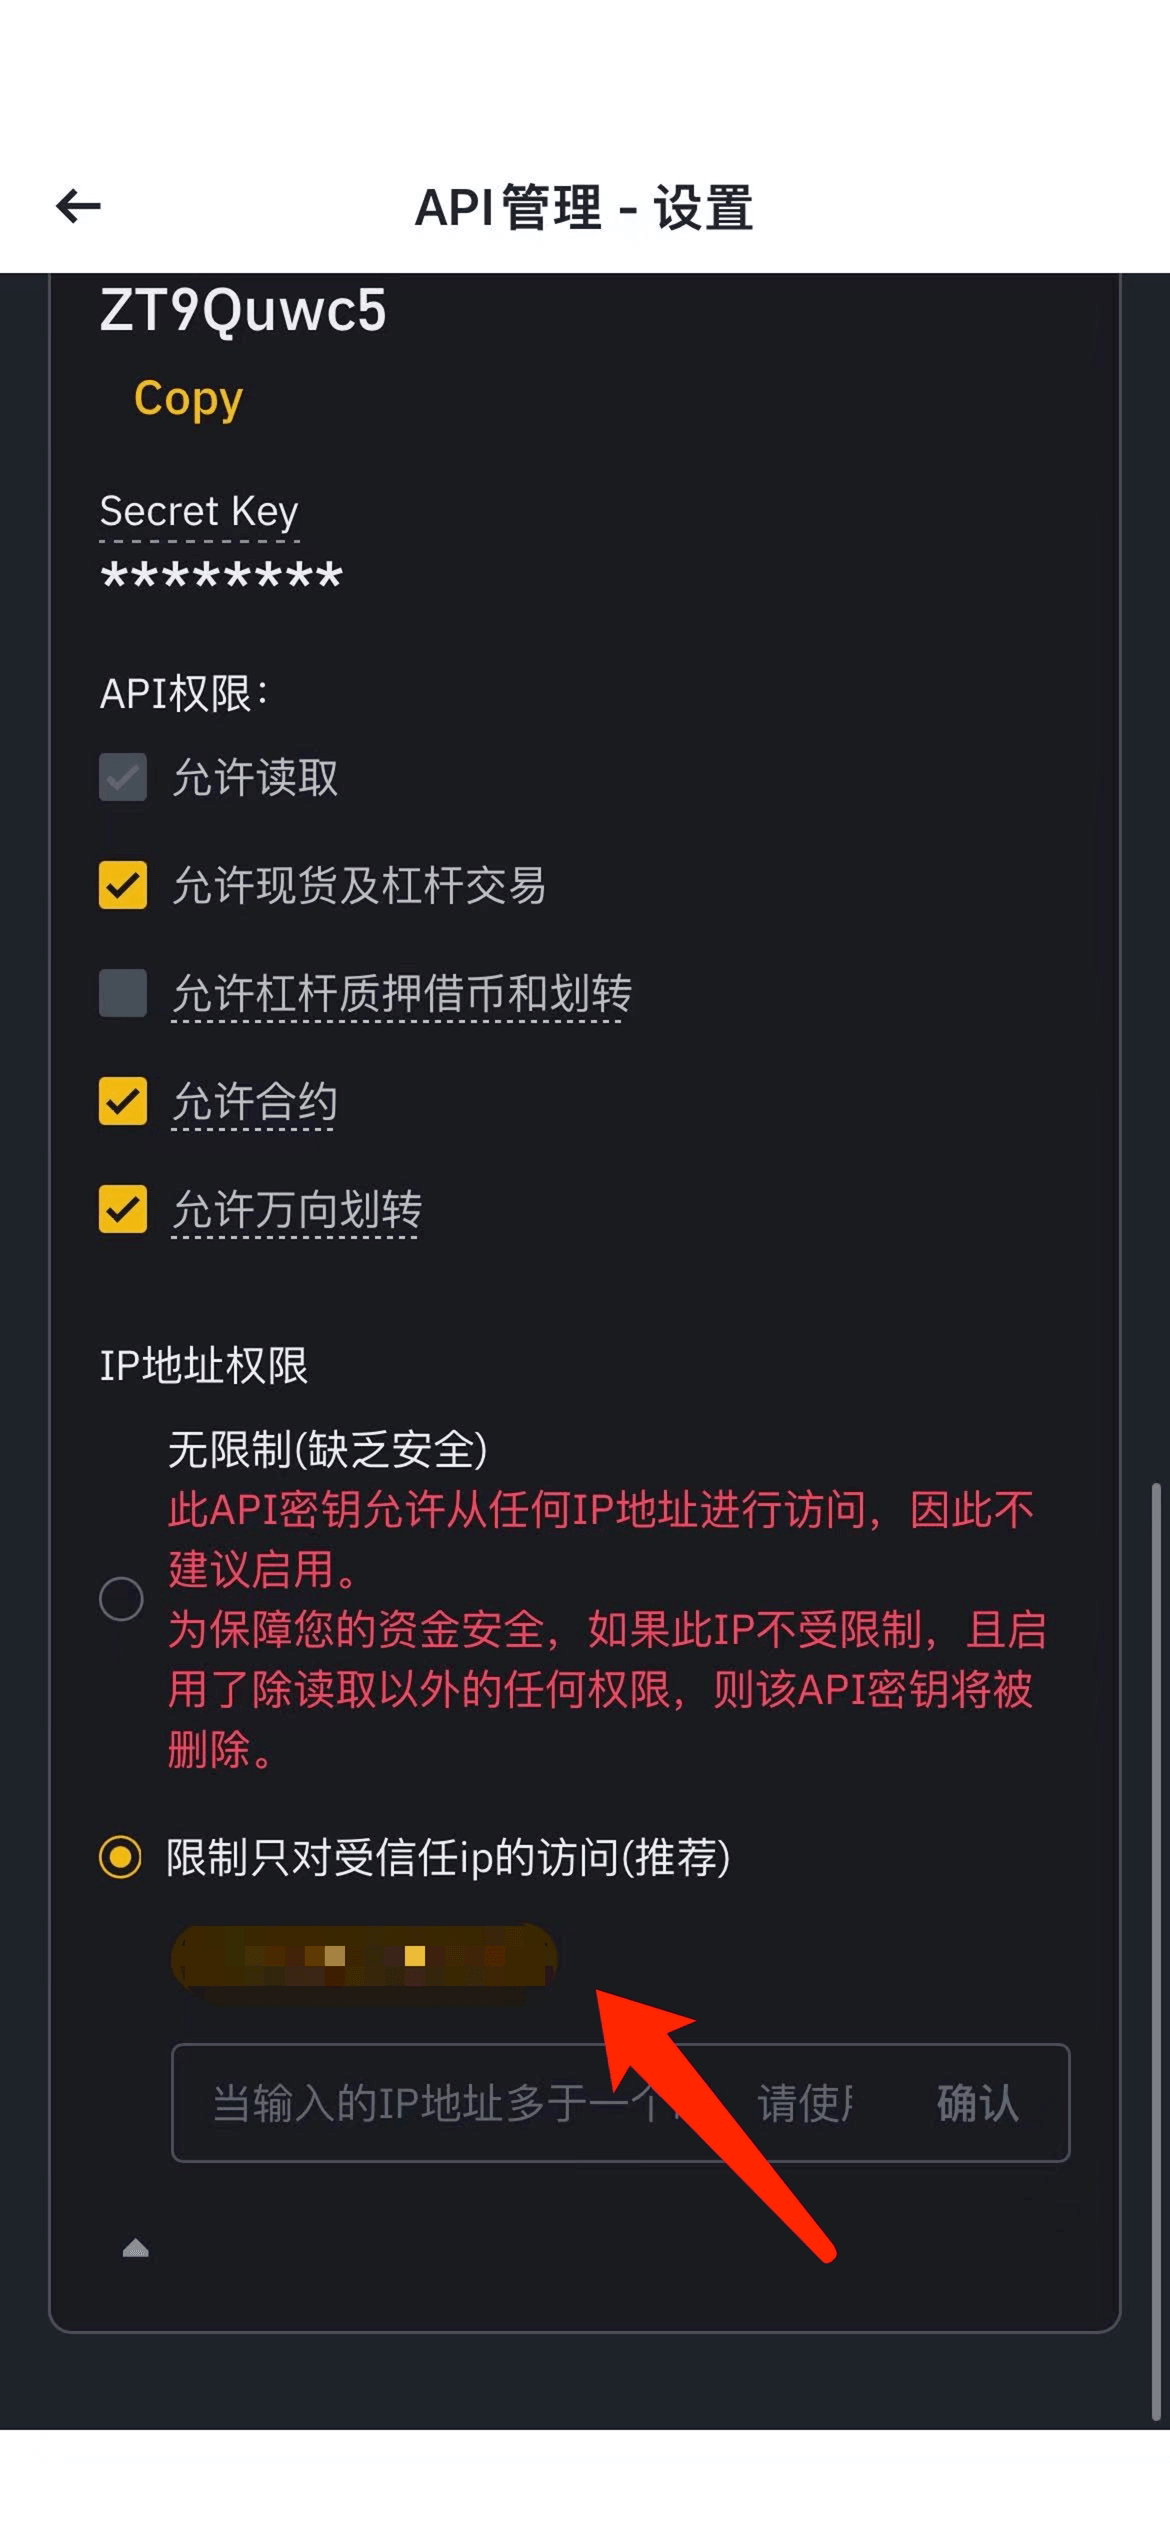 API管理 - 设置
ZT9Quwc5
Copy
Secret Key
********
API权限：
允许读取
允许现货及杠杆交易
允许杠杆质押借币和划转
允许合约
允许万向划转
IP地址权限
无限制(缺乏安全)
此API密钥允许从任何IP地址进行访问，因此不
建议启用。
为保障您的资金安全，如果此IP不受限制，且启
用了除读取以外的任何权限，则该API密钥将被
删除。
限制只对受信任ip的访问(推荐)
当输入的IP地址多于一个 请使 确认